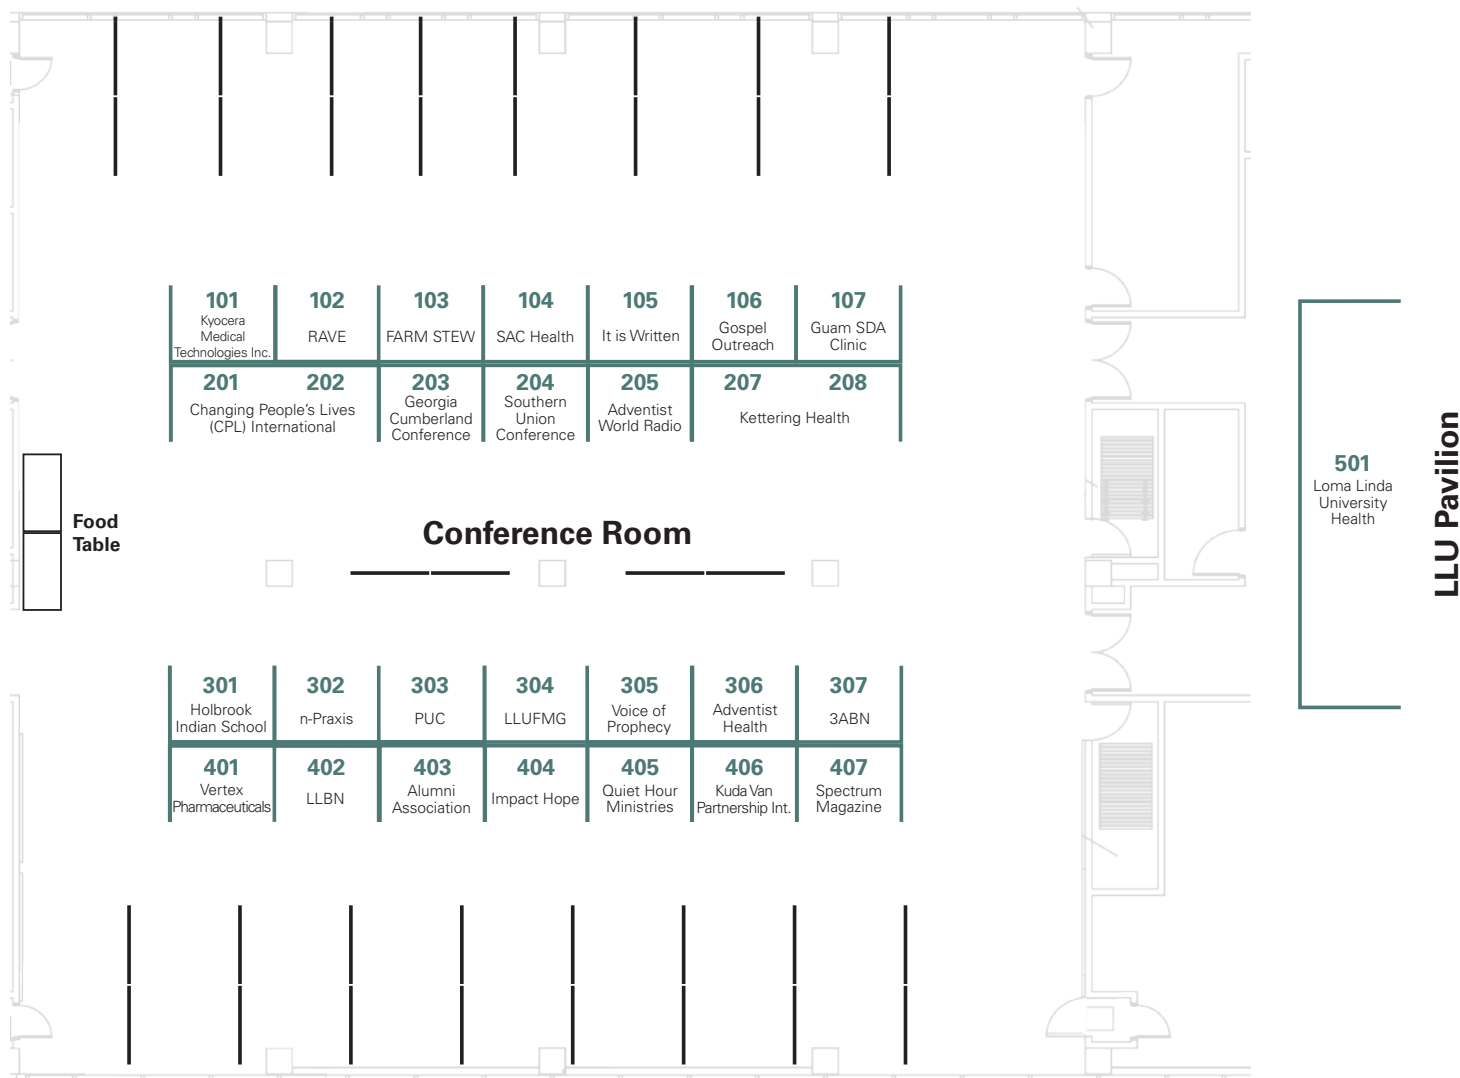 101
Kyocera
Medical
Technologies Inc.
102
RAVE
103
FARM STEW
104
SAC Health
105
It is Written
106
Gospel
Outreach
107
Guam SDA
Clinic
201 202
Changing People's Lives
(CPL) International
203
Georgia
Cumberland
Conference
204
Southern
Union
Conference
205
Adventist
World Radio
207 208
Kettering Health
Food
Table
Conference Room
501
Loma Linda
University
Health
LLU Pavilion
301
Holbrook
Indian School
302
n-Praxis
303
PUC
304
LLUFMG
305
Voice of
Prophecy
306
Adventist
Health
307
3ABN
401
Vertex
Pharmaceuticals
402
LLBN
403
Alumni
Association
404
Impact Hope
405
Quiet Hour
Ministries
406
Kuda Van
Partnership Int.
407
Spectrum
Magazine